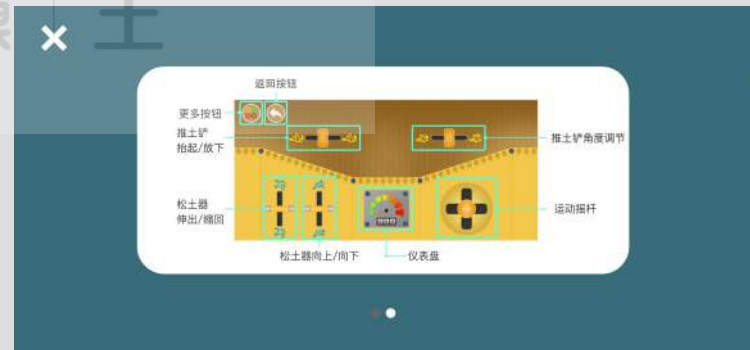 土
返回按钮
更多按钮
推土铲
抬起/放下
推土铲角度调节
松土器
伸出/缩回
运动摇杆
松土器向上/向下
仪表盘